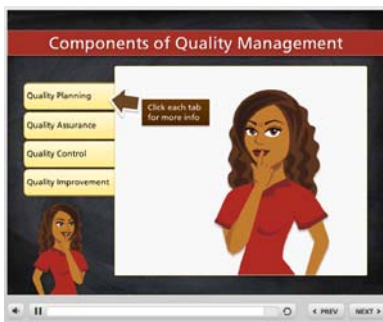 Components of Quality Management
Quality Planning
Click each tab
for more info
Quality Assurance
Quality Control
Quality Improvement
< PREV
NEXT >